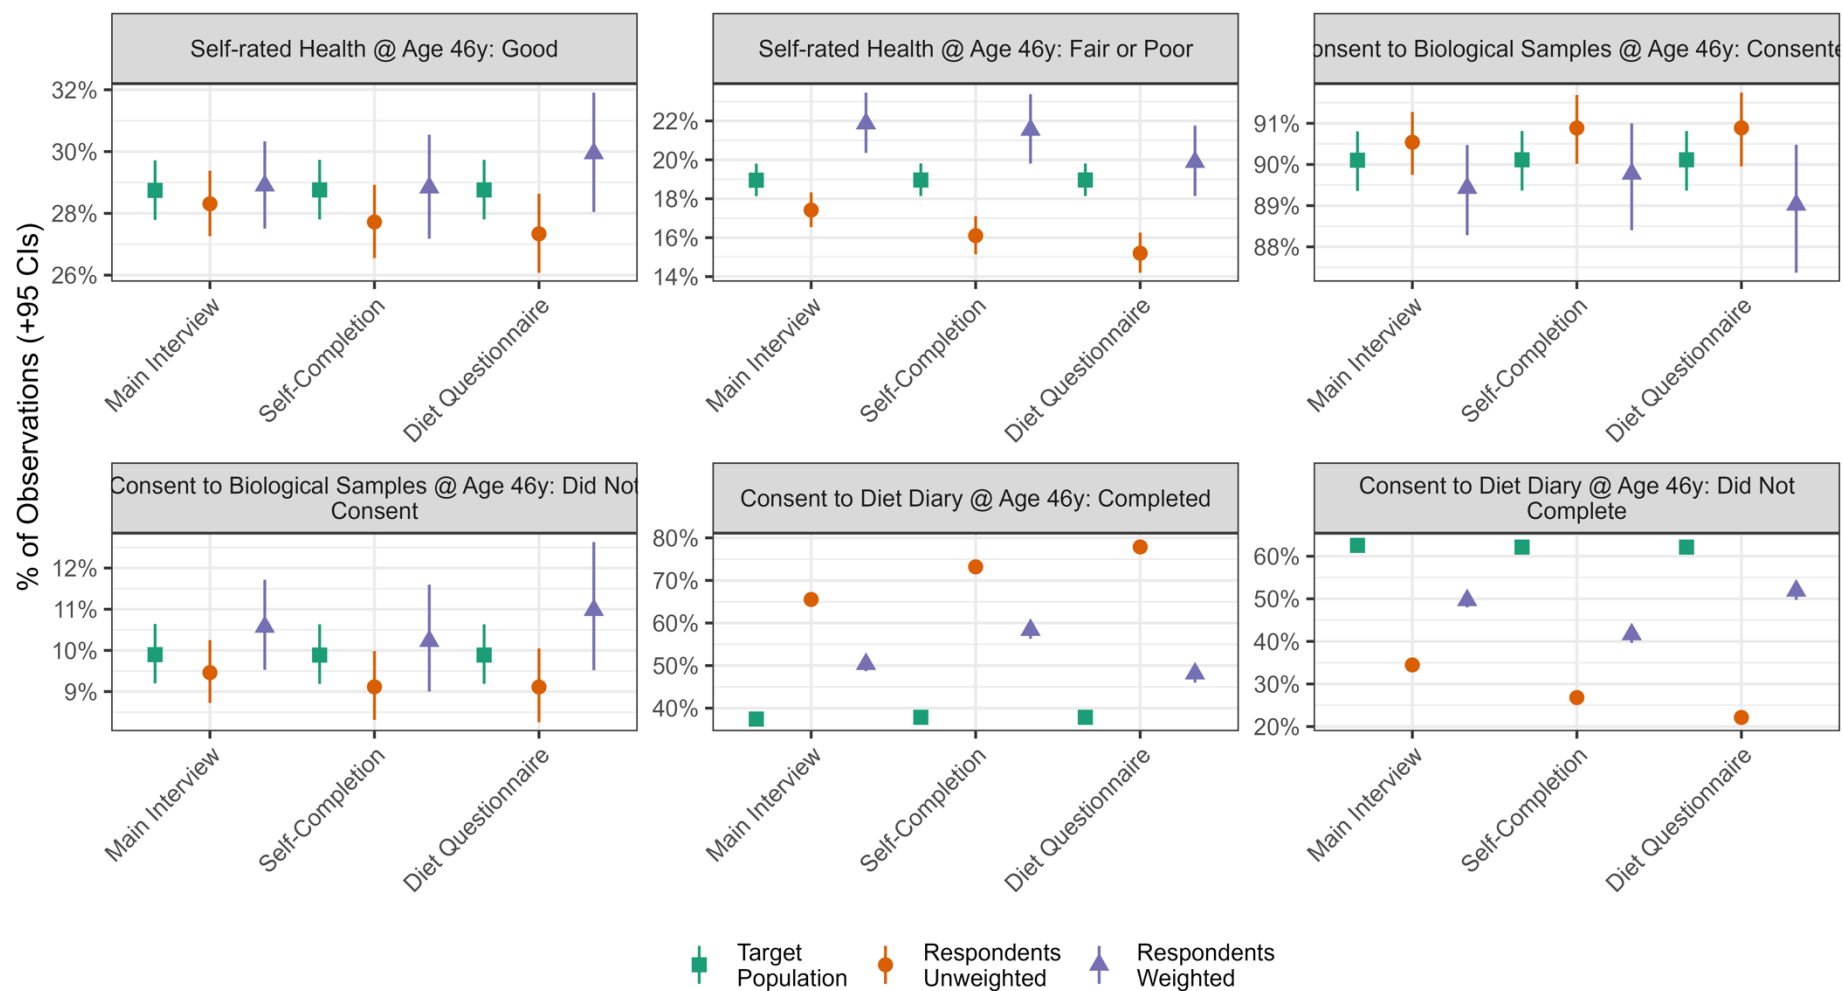 Self-rated Health @ Age 46y: Good
Self-rated Health @ Age 46y: Fair or Poor
onsent to Biological Samples @ Age 46y: Consente
% of Observations (+95 CIs)
32%
30%
28%
26%
22%
20%
18%
16%
14%
91%
90%
89%
88%
Main Interview
Self-Completion
Diet Questionnaire
Main Interview
Self-Completion
Diet Questionnaire
Main Interview
Self-Completion
Diet Questionnaire
Consent to Biological Samples @ Age 46y: Did Not
Consent
Consent to Diet Diary @ Age 46y: Completed
Consent to Diet Diary @ Age 46y: Did Not
Complete
12%
11%
10%
9%
80%
70%
60%
50%
40%
60%
50%
40%
30%
20%
Main Interview
Self-Completion
Diet Questionnaire
Main Interview
Self-Completion
Diet Questionnaire
Main Interview
Self-Completion
Diet Questionnaire
Target
Population
Respondents
Unweighted
Respondents
Weighted